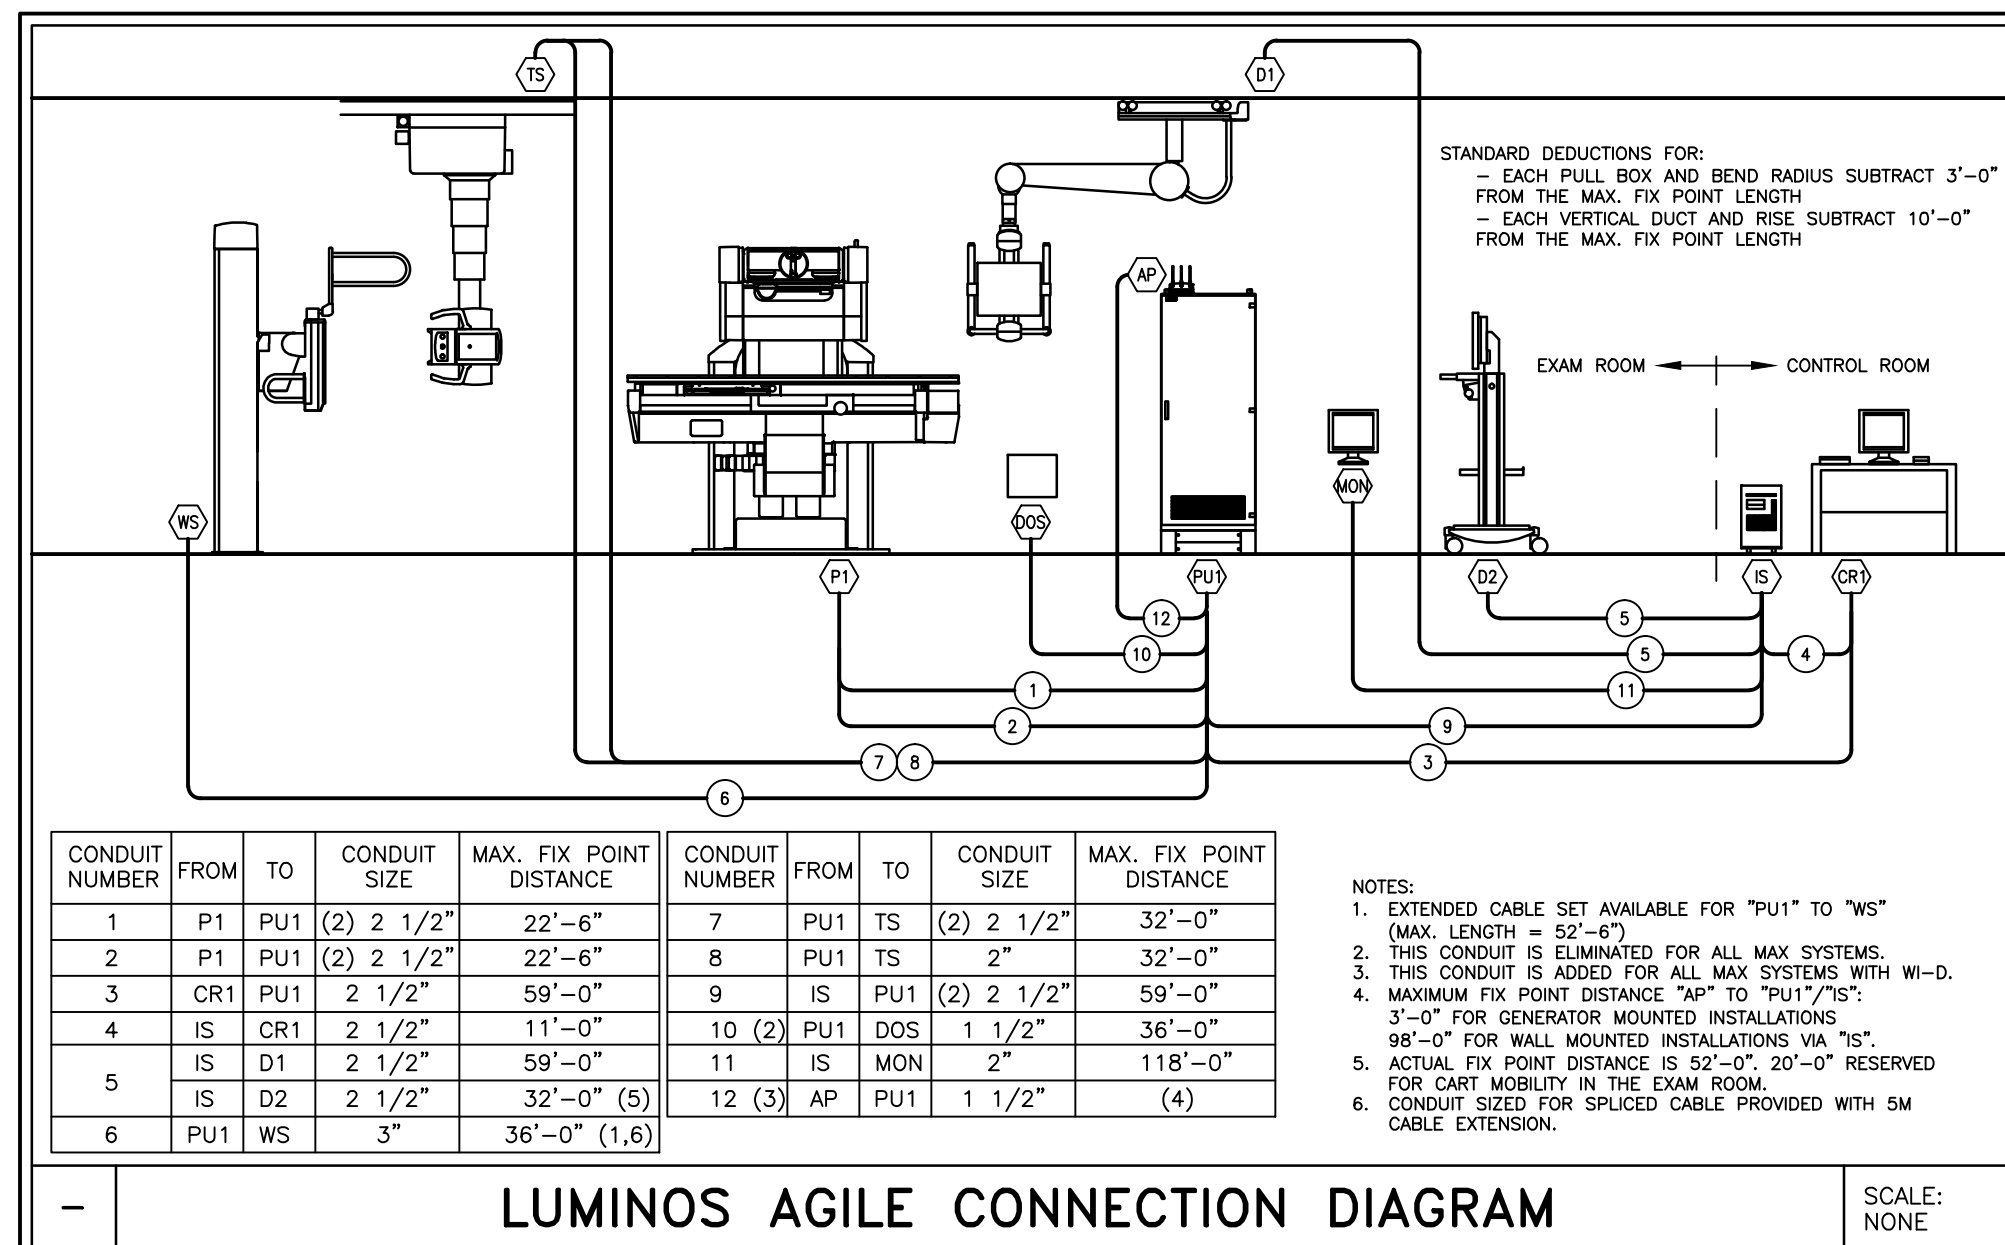 TS
D1
STANDARD DEDUCTIONS FOR:
– EACH PULL BOX AND BEND RADIUS SUBTRACT 3'–0"
FROM THE MAX. FIX POINT LENGTH
– EACH VERTICAL DUCT AND RISE SUBTRACT 10'–0"
FROM THE MAX. FIX POINT LENGTH
AP
EXAM ROOM
CONTROL ROOM
MON
WS
DOS
P1
PU1
D2
IS
CR1
12
5
10
5
4
1
11
2
9
7
8
3
6
CONDUIT NUMBER FROM TO CONDUIT SIZE MAX. FIX POINT DISTANCE
1 P1 PU1 (2) 2 1/2" 22'–6"
2 P1 PU1 (2) 2 1/2" 22'–6"
3 CR1 PU1 2 1/2" 59'–0"
4 IS CR1 2 1/2" 11'–0"
5 IS D1 2 1/2" 59'–0"
IS D2 2 1/2" 32'–0" (5)
6 PU1 WS 3" 36'–0" (1,6)
CONDUIT NUMBER FROM TO CONDUIT SIZE MAX. FIX POINT DISTANCE
7 PU1 TS (2) 2 1/2" 32'–0"
8 PU1 TS 2" 32'–0"
9 IS PU1 (2) 2 1/2" 59'–0"
10 (2) PU1 DOS 1 1/2" 36'–0"
11 IS MON 2" 118'–0"
12 (3) AP PU1 1 1/2" (4)
NOTES:
1. EXTENDED CABLE SET AVAILABLE FOR "PU1" TO "WS"
(MAX. LENGTH = 52'–6")
2. THIS CONDUIT IS ELIMINATED FOR ALL MAX SYSTEMS.
3. THIS CONDUIT IS ADDED FOR ALL MAX SYSTEMS WITH WI–D.
4. MAXIMUM FIX POINT DISTANCE "AP" TO "PU1"/"IS":
3'–0" FOR GENERATOR MOUNTED INSTALLATIONS
98'–0" FOR WALL MOUNTED INSTALLATIONS VIA "IS".
5. ACTUAL FIX POINT DISTANCE IS 52'–0". 20'–0" RESERVED
FOR CART MOBILITY IN THE EXAM ROOM.
6. CONDUIT SIZED FOR SPLICED CABLE PROVIDED WITH 5M
CABLE EXTENSION.
–
LUMINOS AGILE CONNECTION DIAGRAM
SCALE:
NONE